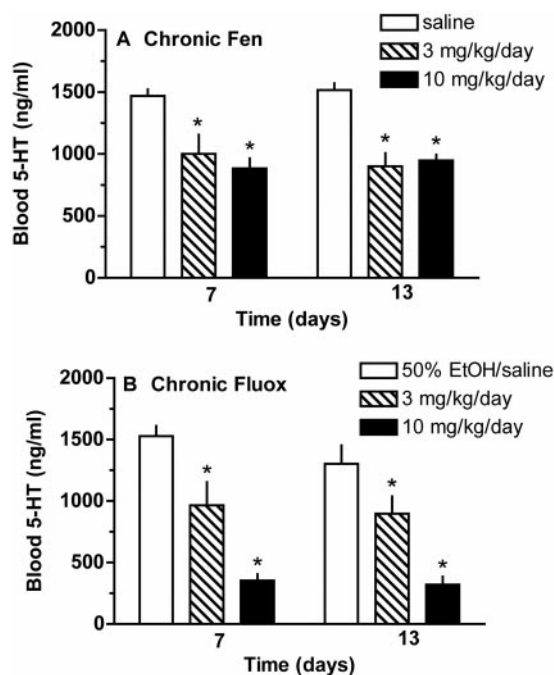 A Chronic Fen
saline
3 mg/kg/day
10 mg/kg/day
Blood 5-HT (ng/ml)
2000
1500
1000
500
0
* * * *
7 13
Time (days)
B Chronic Fluox
50% EtOH/saline
3 mg/kg/day
10 mg/kg/day
Blood 5-HT (ng/ml)
2000
1500
1000
500
0
* * * *
7 13
Time (days)